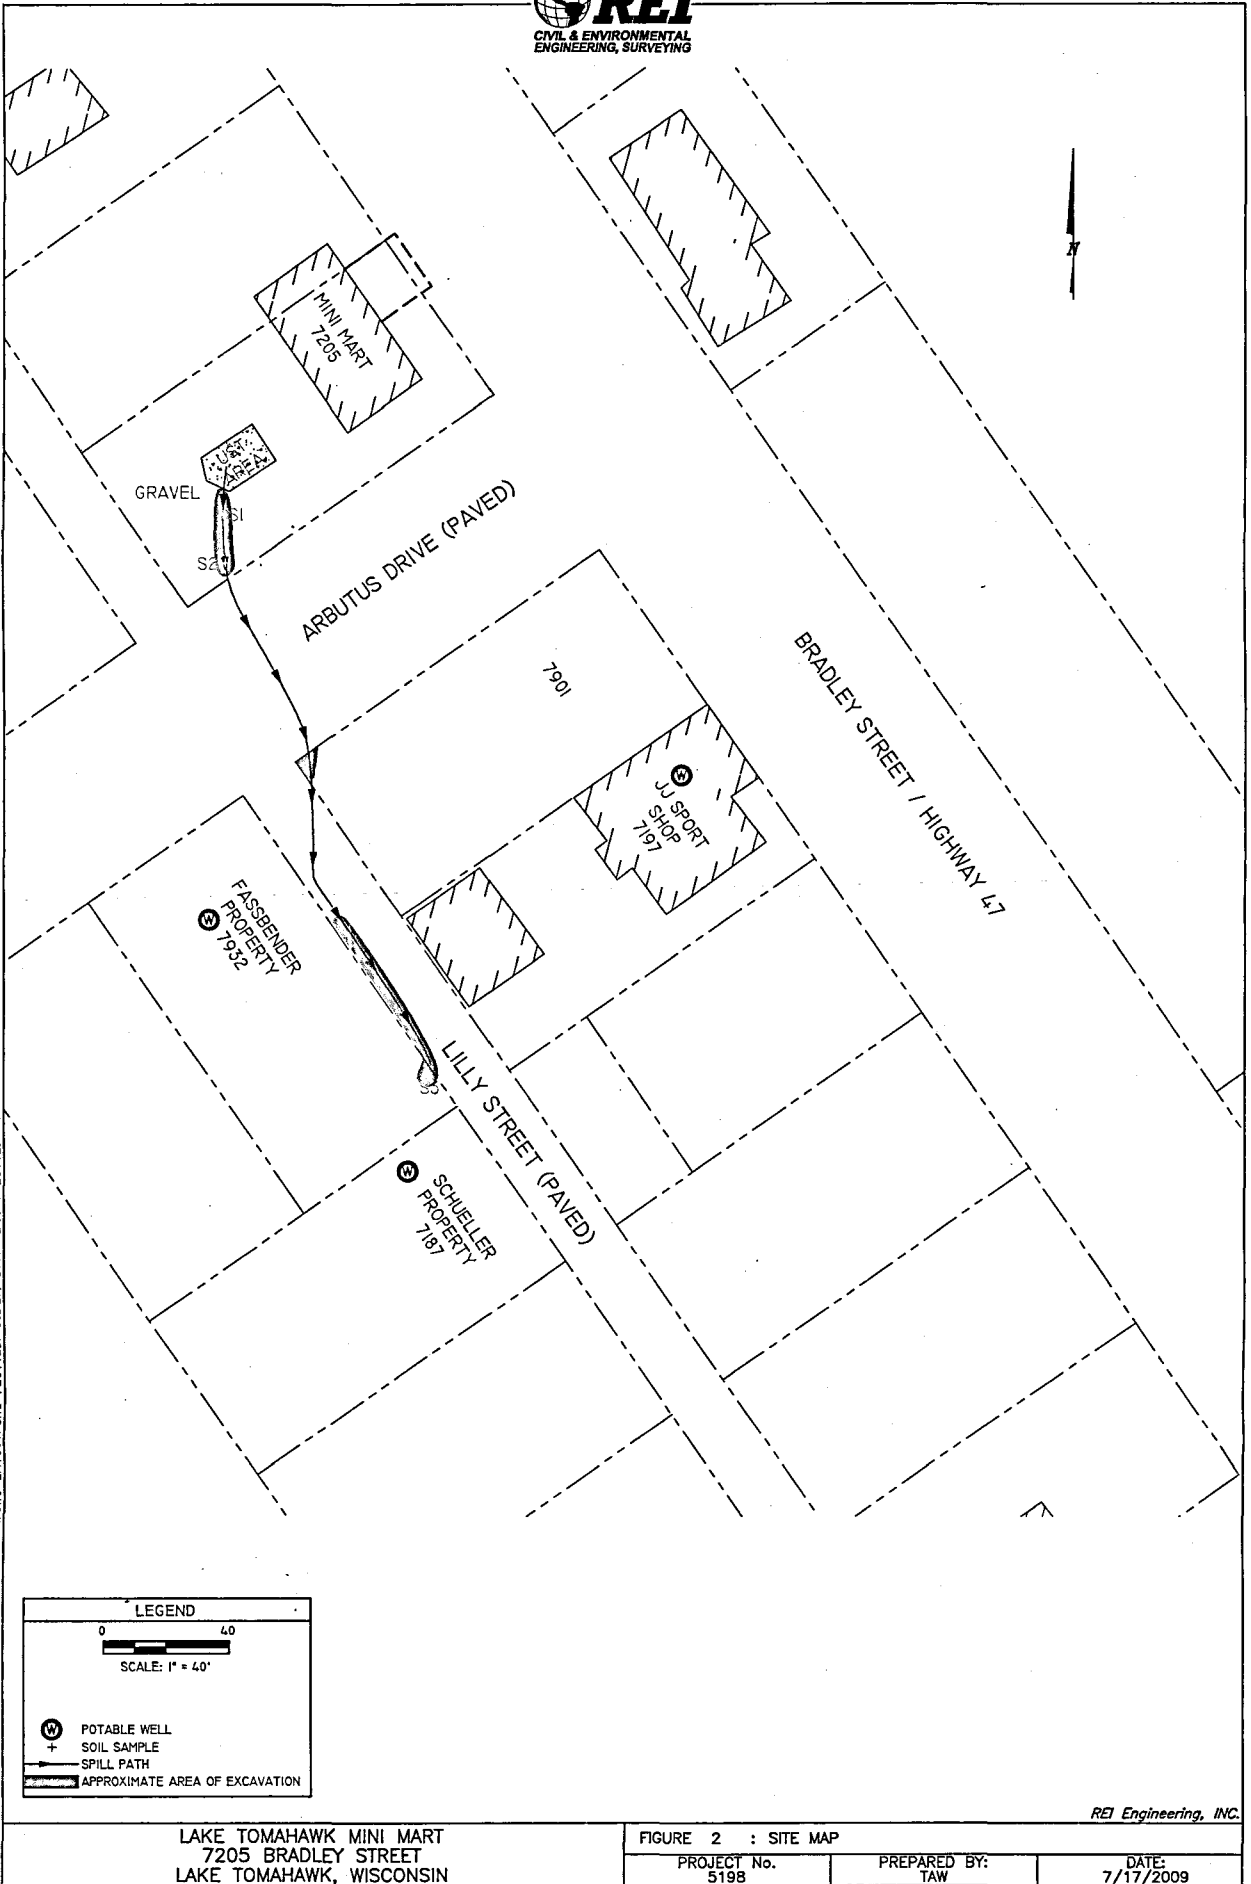 REI
CIVIL & ENVIRONMENTAL
ENGINEERING, SURVEYING
N
MINI MART
7205
UST
AREA
GRAVEL
S1
S2
ARBUTUS DRIVE (PAVED)
7901
BRADLEY STREET / HIGHWAY 47
W
JJ SPORT
SHOP
7197
W
FASSBENDER
PROPERTY
7932
LILLY STREET (PAVED)
W
SCHUELLER
PROPERTY
7187
LEGEND
0 40
SCALE: 1" = 40'
W POTABLE WELL
+ SOIL SAMPLE
SPILL PATH
APPROXIMATE AREA OF EXCAVATION
REI Engineering, INC.
LAKE TOMAHAWK MINI MART
7205 BRADLEY STREET
LAKE TOMAHAWK, WISCONSIN
FIGURE 2 : SITE MAP
PROJECT No.
5198
PREPARED BY:
TAW
DATE:
7/17/2009